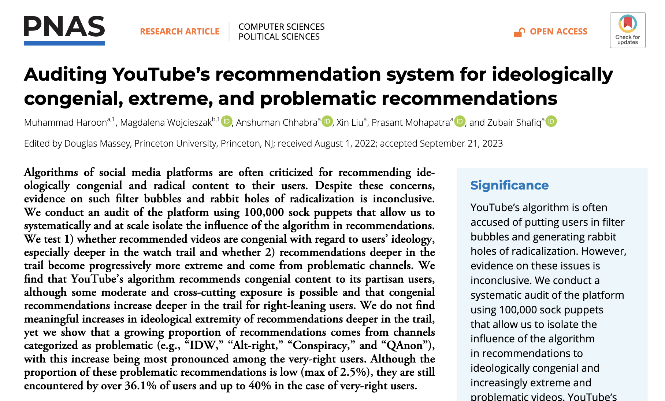 PNAS
RESEARCH ARTICLE
COMPUTER SCIENCES
POLITICAL SCIENCES
OPEN ACCESS
Check for
updates
Auditing YouTube’s recommendation system for ideologically
congenial, extreme, and problematic recommendations
Muhammad Haroon a,1, Magdalena Wojcieszak b,1 iD, Anshuman Chhabra a iD, Xin Liu a, Prasant Mohapatra a iD, and Zubair Shafiq a iD
Edited by Douglas Massey, Princeton University, Princeton, NJ; received August 1, 2022; accepted September 21, 2023
Algorithms of social media platforms are often criticized for recommending ide-
ologically congenial and radical content to their users. Despite these concerns,
evidence on such filter bubbles and rabbit holes of radicalization is inconclusive.
We conduct an audit of the platform using 100,000 sock puppets that allow us to
systematically and at scale isolate the influence of the algorithm in recommendations.
We test 1) whether recommended videos are congenial with regard to users’ ideology,
especially deeper in the watch trail and whether 2) recommendations deeper in the
trail become progressively more extreme and come from problematic channels. We
find that YouTube’s algorithm recommends congenial content to its partisan users,
although some moderate and cross-cutting exposure is possible and that congenial
recommendations increase deeper in the trail for right-leaning users. We do not find
meaningful increases in ideological extremity of recommendations deeper in the trail,
yet we show that a growing proportion of recommendations comes from channels
categorized as problematic (e.g., “IDW,” “Alt-right,” “Conspiracy,” and “QAnon”),
with this increase being most pronounced among the very-right users. Although the
proportion of these problematic recommendations is low (max of 2.5%), they are still
encountered by over 36.1% of users and up to 40% in the case of very-right users.
Significance
YouTube’s algorithm is often
accused of putting users in filter
bubbles and generating rabbit
holes of radicalization. However,
evidence on these issues is
inconclusive. We conduct a
systematic audit of the platform
using 100,000 sock puppets
that allow us to isolate the
influence of the algorithm
in recommendations to
ideologically congenial and
increasingly extreme and
problematic videos. YouTube’s